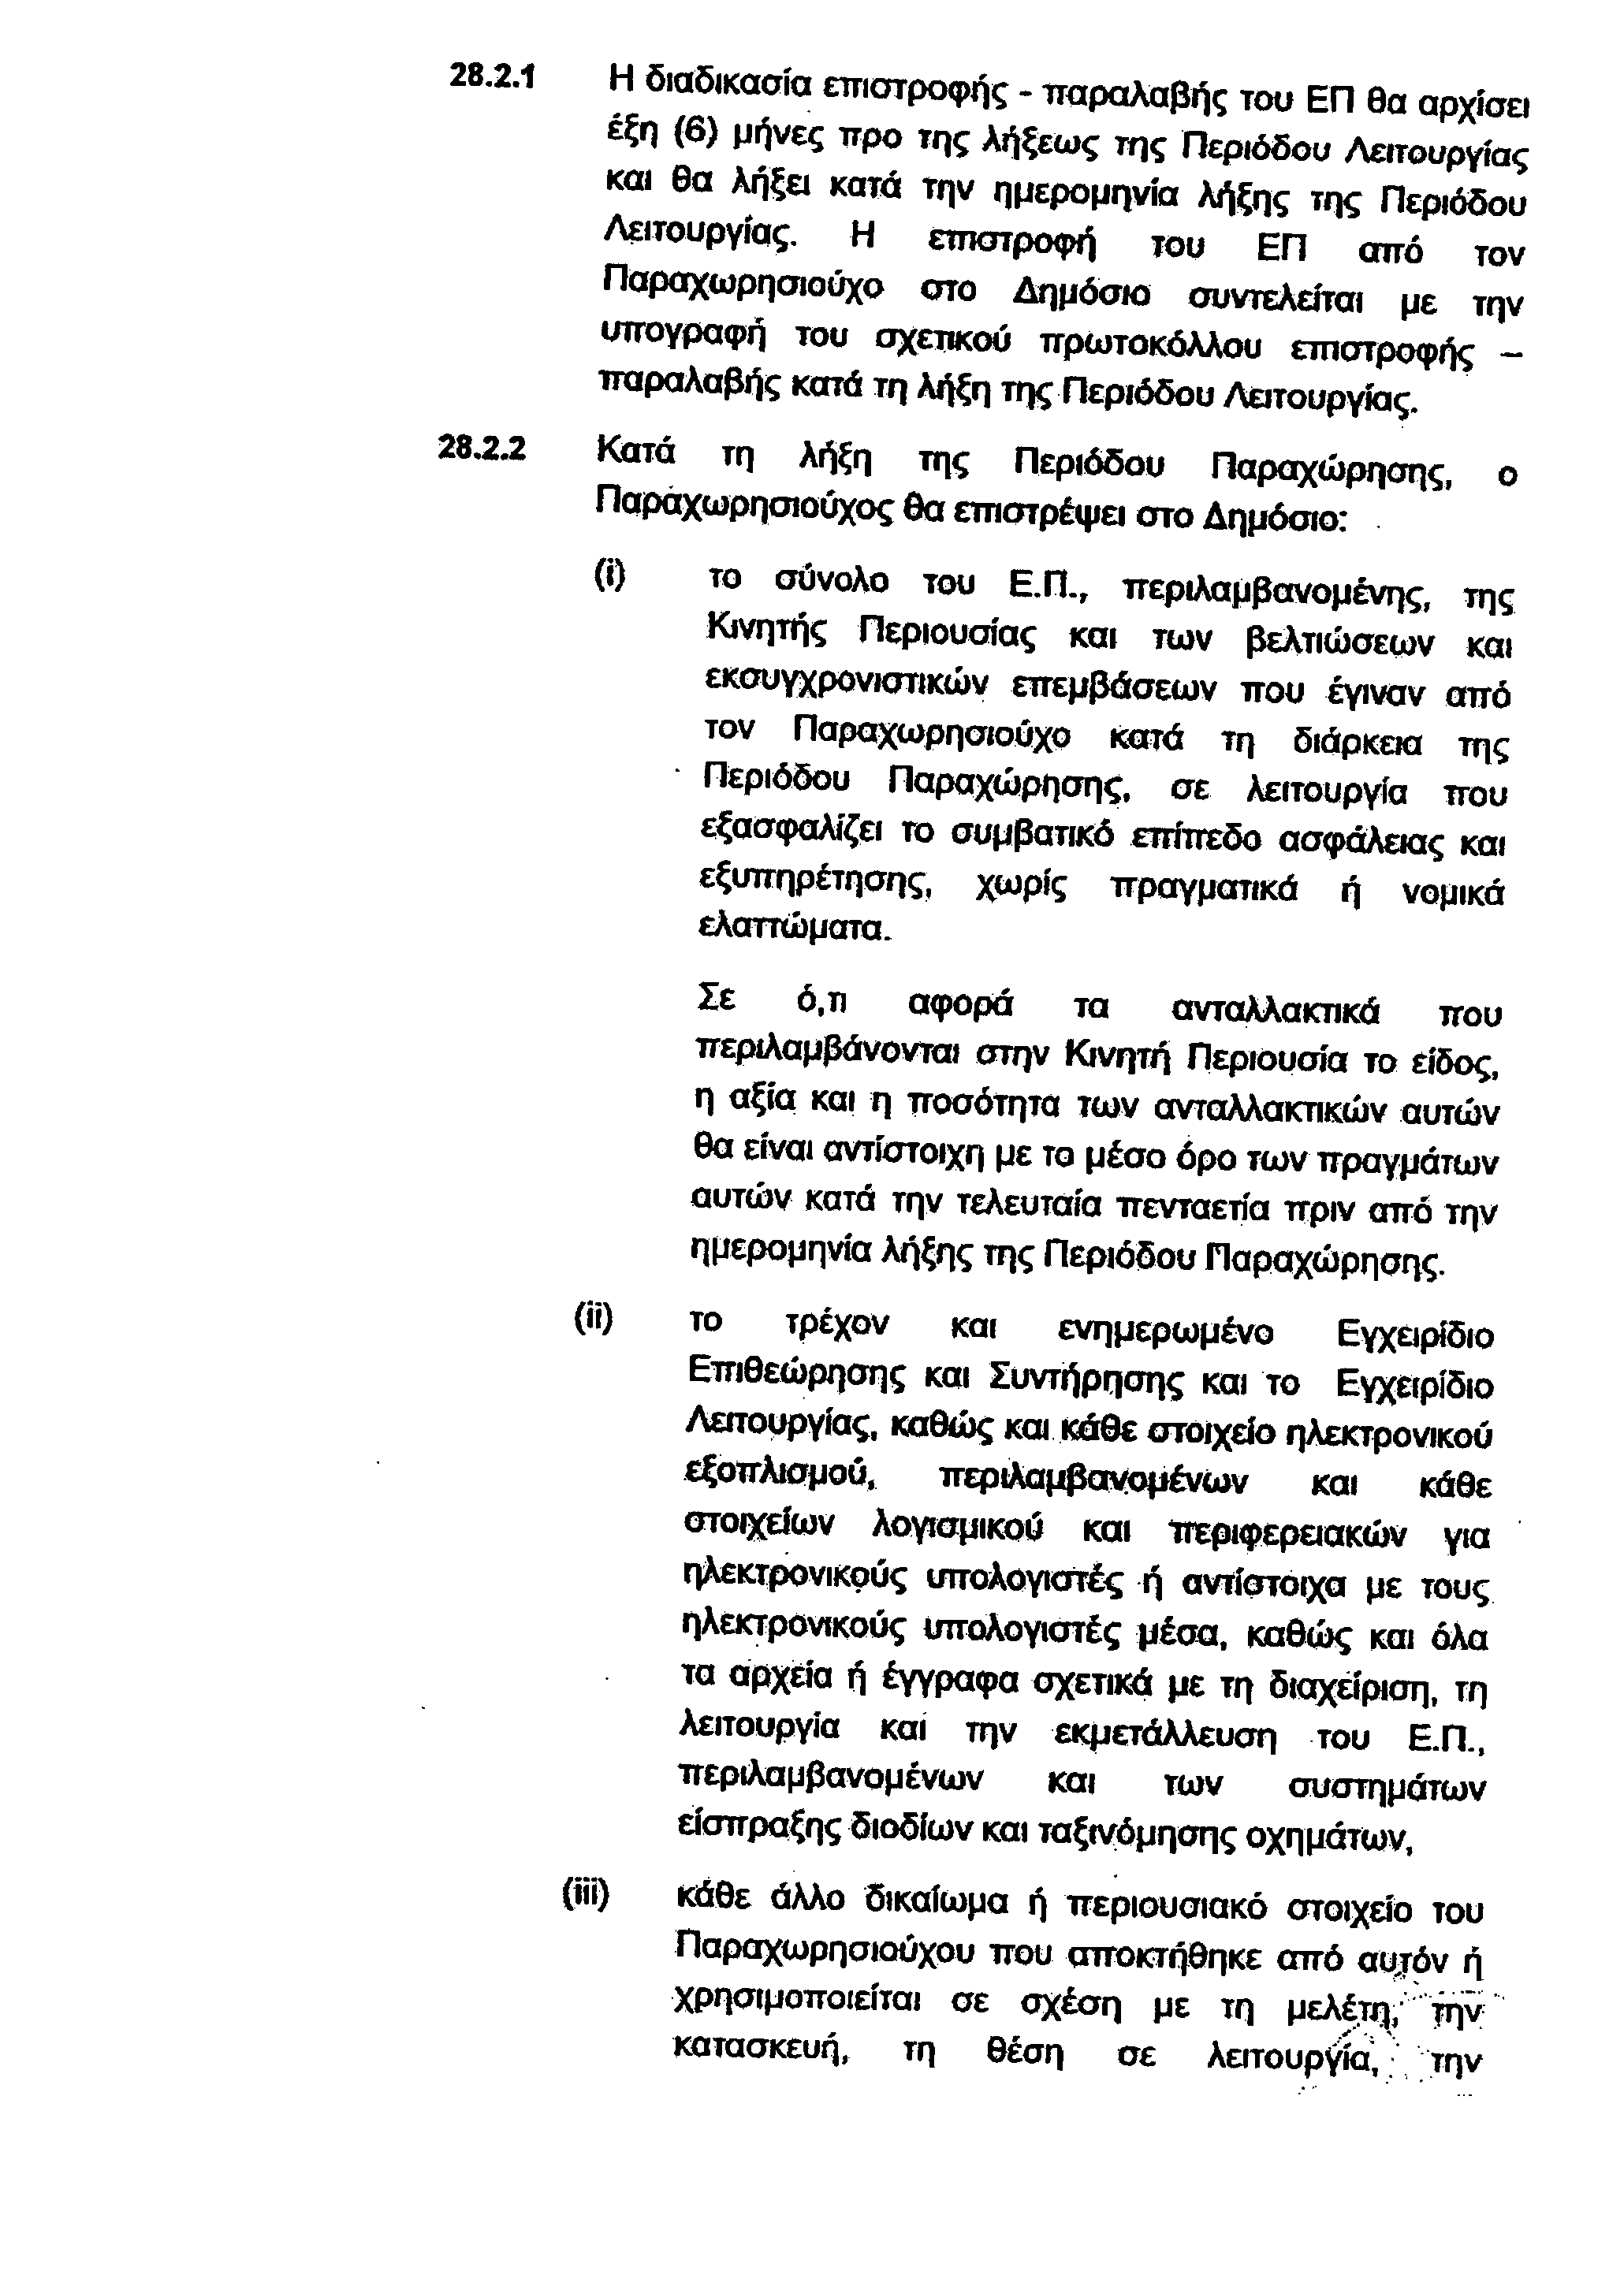 28.2.1 Η διαδικασία επιστροφής - παραλαβής του ΕΠ θα αρχίσει
έξη (6) μήνες προ της λήξεως της Περιόδου Λειτουργίας
και θα λήξει κατά την ημερομηνία λήξης της Περιόδου
Λειτουργίας. Η επιστροφή του ΕΠ από τον
Παραχωρησιούχο στο Δημόσιο συντελείται με την
υπογραφή του σχετικού πρωτοκόλλου επιστροφής –
παραλαβής κατά τη λήξη της Περιόδου Λειτουργίας.
28.2.2 Κατά τη λήξη της Περιόδου Παραχώρησης, ο
Παραχωρησιούχος θα επιστρέψει στο Δημόσιο:
(i) το σύνολο του Ε.Π., περιλαμβανομένης, της
Κινητής Περιουσίας και των βελτιώσεων και
εκσυγχρονιστικών επεμβάσεων που έγιναν από
τον Παραχωρησιούχο κατά τη διάρκεια της
Περιόδου Παραχώρησης, σε λειτουργία που
εξασφαλίζει το συμβατικό επίπεδο ασφάλειας και
εξυπηρέτησης, χωρίς πραγματικά ή νομικά
ελαττώματα.
Σε ό,τι αφορά τα ανταλλακτικά που
περιλαμβάνονται στην Κινητή Περιουσία το είδος,
η αξία και η ποσότητα των ανταλλακτικών αυτών
θα είναι αντίστοιχη με το μέσο όρο των πραγμάτων
αυτών κατά την τελευταία πενταετία πριν από την
ημερομηνία λήξης της Περιόδου Παραχώρησης.
(ii) το τρέχον και ενημερωμένο Εγχειρίδιο
Επιθεώρησης και Συντήρησης και το Εγχειρίδιο
Λειτουργίας, καθώς και κάθε στοιχείο ηλεκτρονικού
εξοπλισμού, περιλαμβανομένων και κάθε
στοιχείων λογισμικού και περιφερειακών για
ηλεκτρονικούς υπολογιστές ή αντίστοιχα με τους
ηλεκτρονικούς υπολογιστές μέσα, καθώς και όλα
τα αρχεία ή έγγραφα σχετικά με τη διαχείριση, τη
λειτουργία και την εκμετάλλευση του Ε.Π.,
περιλαμβανομένων και των συστημάτων
είσπραξης διοδίων και ταξινόμησης οχημάτων,
(iii) κάθε άλλο δικαίωμα ή περιουσιακό στοιχείο του
Παραχωρησιούχου που αποκτήθηκε από αυτόν ή
χρησιμοποιείται σε σχέση με τη μελέτη, την
κατασκευή, τη θέση σε λειτουργία, την